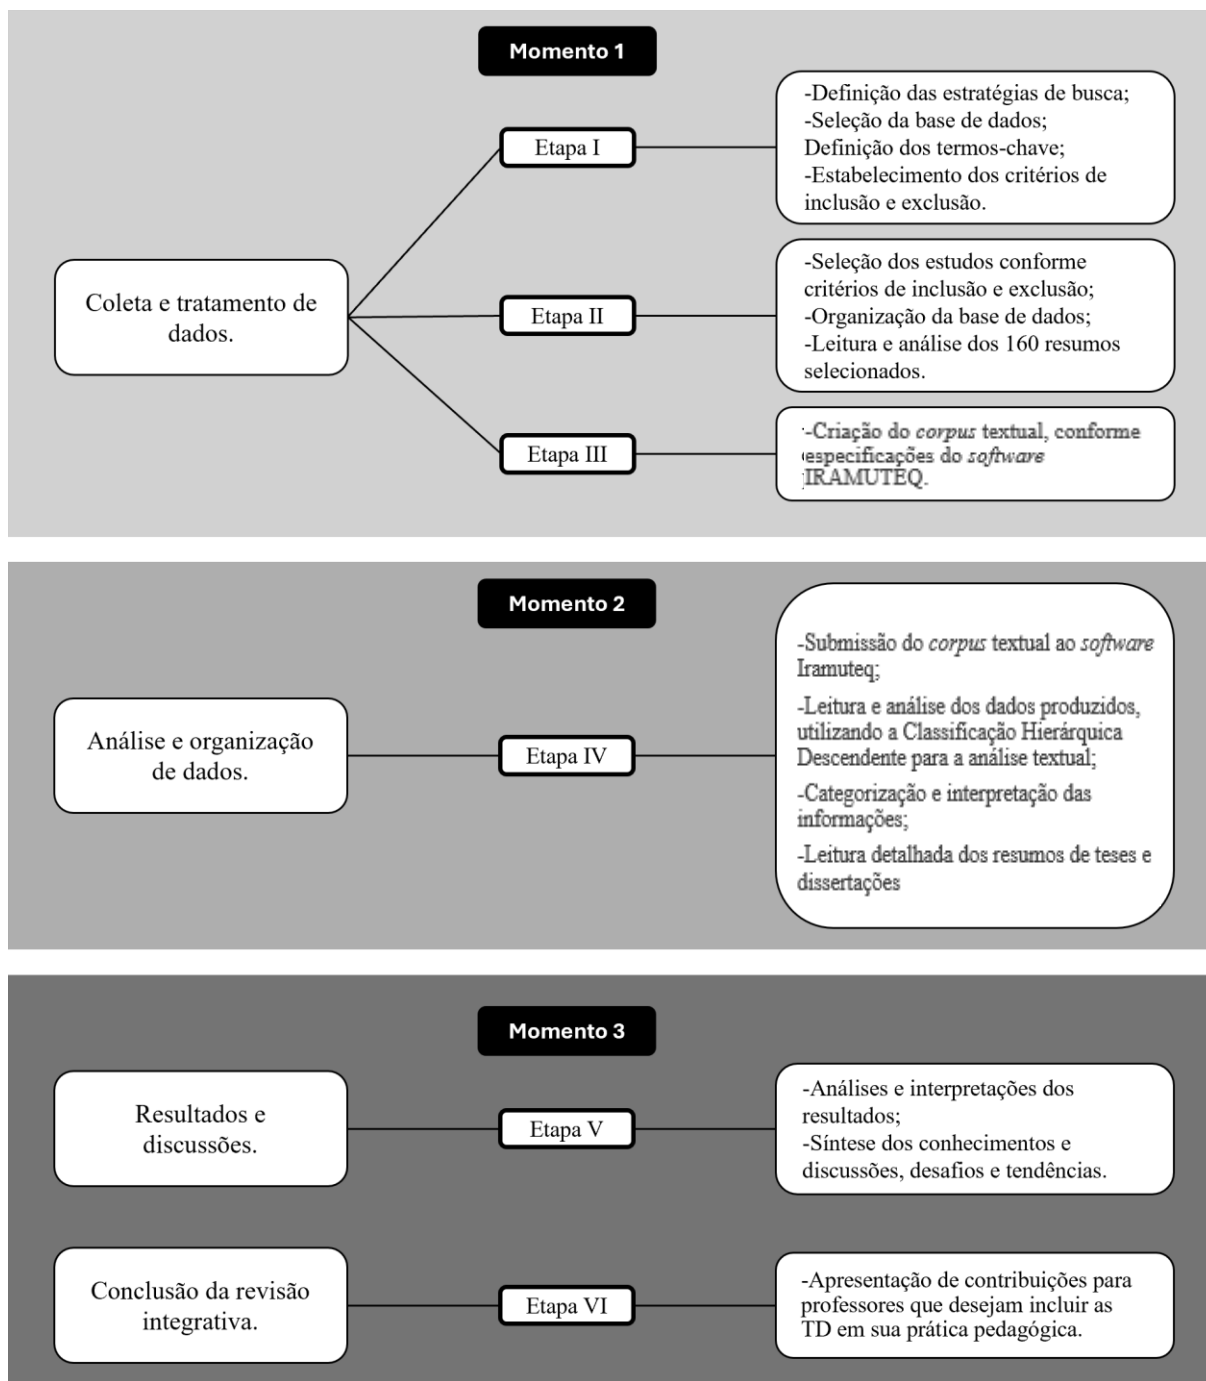 Momento 1
Coleta e tratamento de
dados.
Etapa I
-Definição das estratégias de busca;
-Seleção da base de dados;
Definição dos termos-chave;
-Estabelecimento dos critérios de
inclusão e exclusão.
Etapa II
-Seleção dos estudos conforme
critérios de inclusão e exclusão;
-Organização da base de dados;
-Leitura e análise dos 160 resumos
selecionados.
Etapa III
-Criação do corpus textual, conforme
especificações do software
IRAMUTEQ.
Momento 2
Análise e organização
de dados.
Etapa IV
-Submissão do corpus textual ao software
Iramuteq;
-Leitura e análise dos dados produzidos,
utilizando a Classificação Hierárquica
Descendente para a análise textual;
-Categorização e interpretação das
informações;
-Leitura detalhada dos resumos de teses e
dissertações
Momento 3
Resultados e
discussões.
Etapa V
-Análises e interpretações dos
resultados;
-Síntese dos conhecimentos e
discussões, desafios e tendências.
Conclusão da revisão
integrativa.
Etapa VI
-Apresentação de contribuições para
professores que desejam incluir as
TD em sua prática pedagógica.